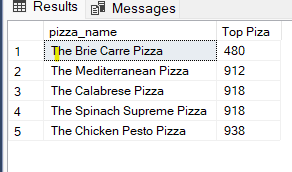 Results Messages
pizza_name Top Piza
1 The Brie Carre Pizza 480
2 The Mediterranean Pizza 912
3 The Calabrese Pizza 918
4 The Spinach Supreme Pizza 918
5 The Chicken Pesto Pizza 938